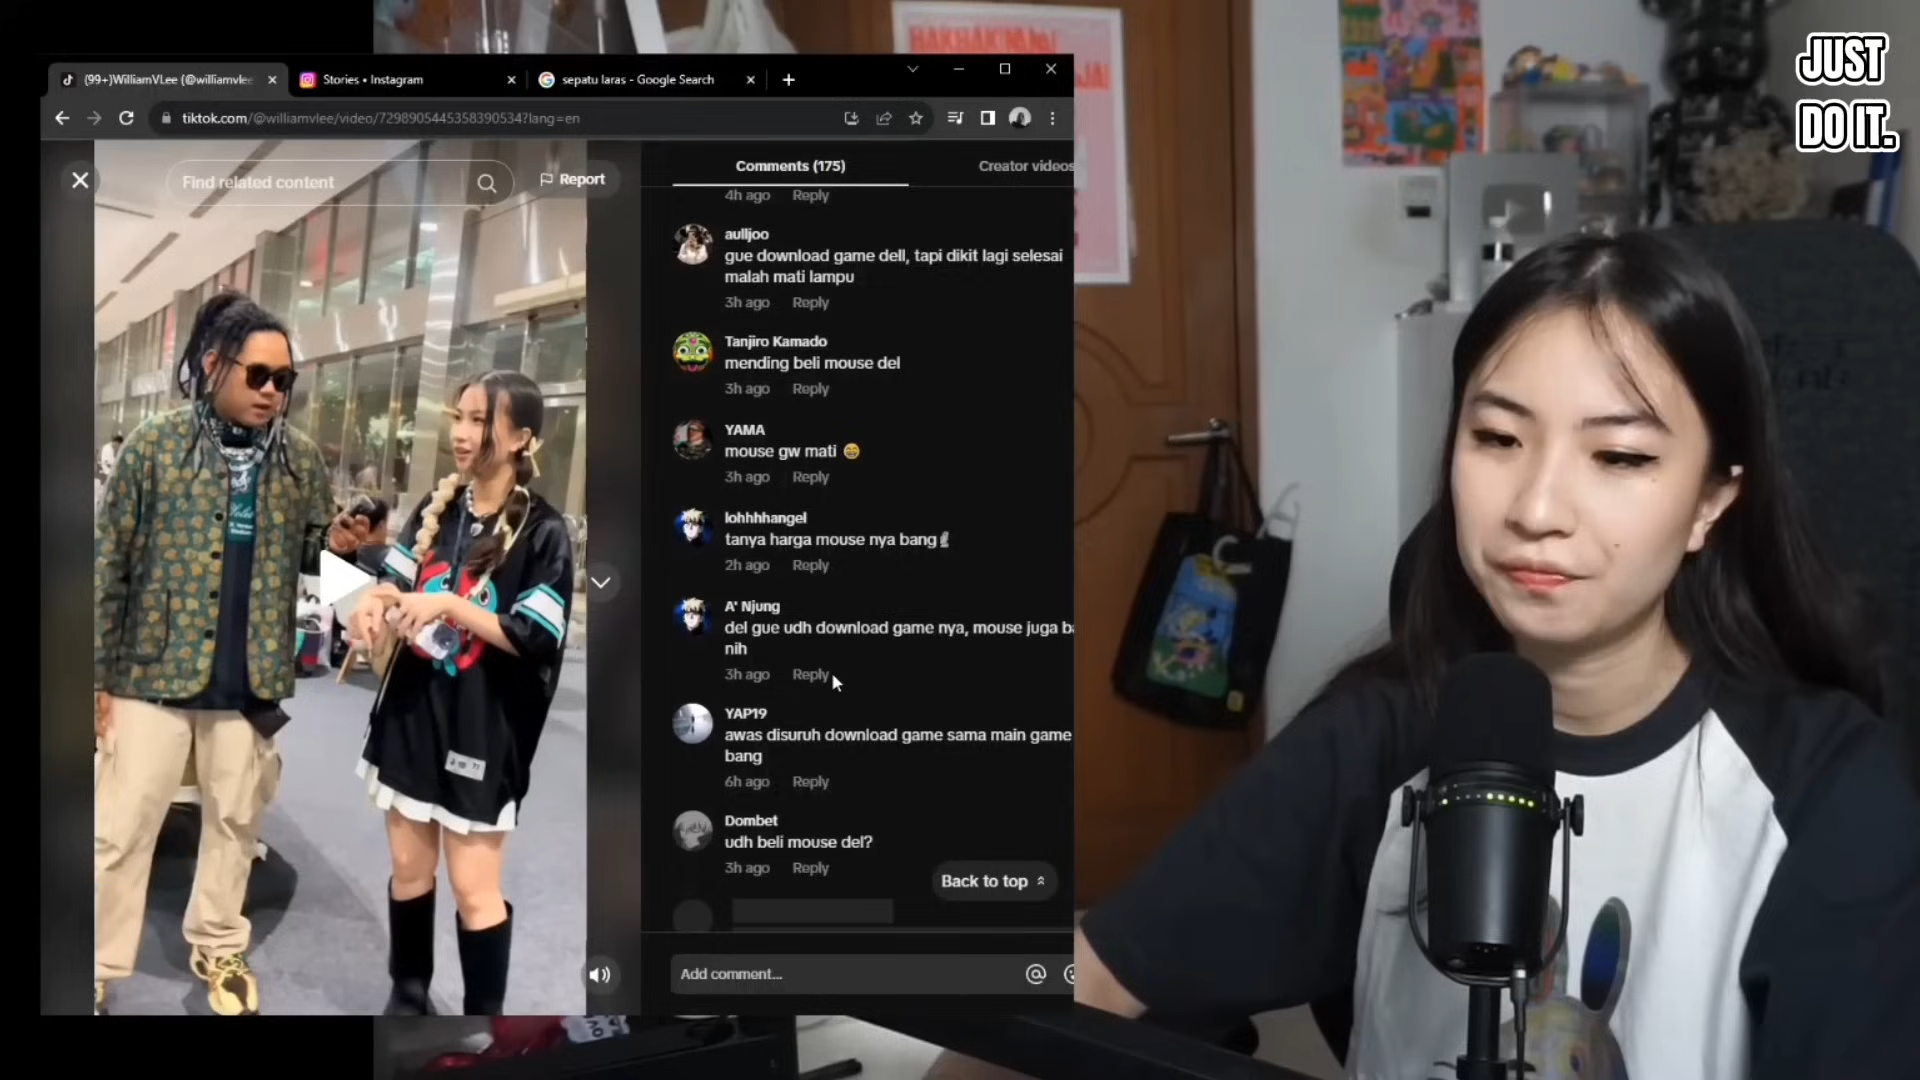 JUST
DO IT.
(99+)WilliamVLee (@williamvlee
Stories • Instagram
sepatu laras - Google Search
tiktok.com/@williamvlee/video/7298905445358390534?lang=en
Find related content
Report
Comments (175)
Creator videos
4h ago Reply
aulljoo
gue download game dell, tapi dikit lagi selesai
malah mati lampu
3h ago Reply
Tanjiro Kamado
mending beli mouse del
3h ago Reply
YAMA
mouse gw mati 😁
3h ago Reply
lohhhhangel
tanya harga mouse nya bang
2h ago Reply
A' Njung
del gue udh download game nya, mouse juga ba
nih
3h ago Reply
YAP19
awas disuruh download game sama main game
bang
6h ago Reply
Dombet
udh beli mouse del?
3h ago Reply
Back to top
Add comment...